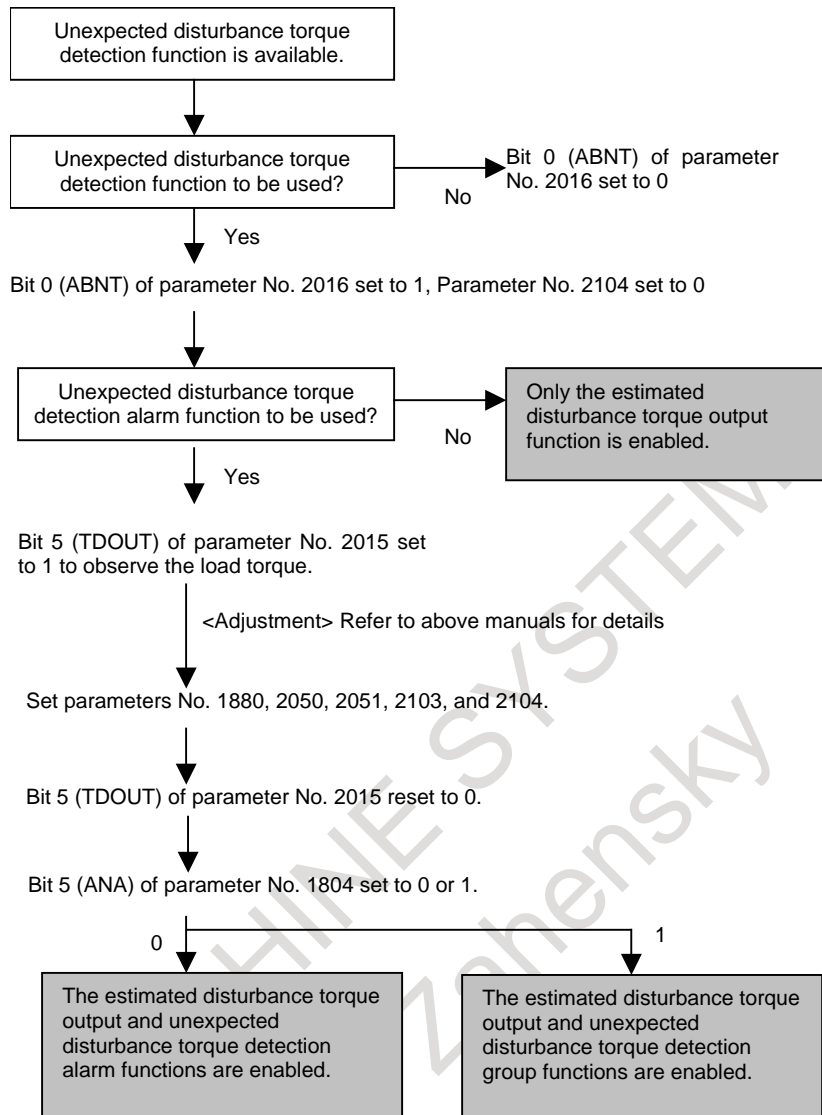 Unexpected disturbance torque
detection function is available.
Unexpected disturbance torque
detection function to be used?
No
Bit 0 (ABNT) of parameter
No. 2016 set to 0
Yes
Bit 0 (ABNT) of parameter No. 2016 set to 1, Parameter No. 2104 set to 0
Unexpected disturbance torque
detection alarm function to be used?
No
Only the estimated
disturbance torque output
function is enabled.
Yes
Bit 5 (TDOUT) of parameter No. 2015 set
to 1 to observe the load torque.
<Adjustment> Refer to above manuals for details
Set parameters No. 1880, 2050, 2051, 2103, and 2104.
Bit 5 (TDOUT) of parameter No. 2015 reset to 0.
Bit 5 (ANA) of parameter No. 1804 set to 0 or 1.
0
1
The estimated disturbance torque
output and unexpected
disturbance torque detection
alarm functions are enabled.
The estimated disturbance torque
output and unexpected
disturbance torque detection
group functions are enabled.
HINE SYSTEM
Zahensky